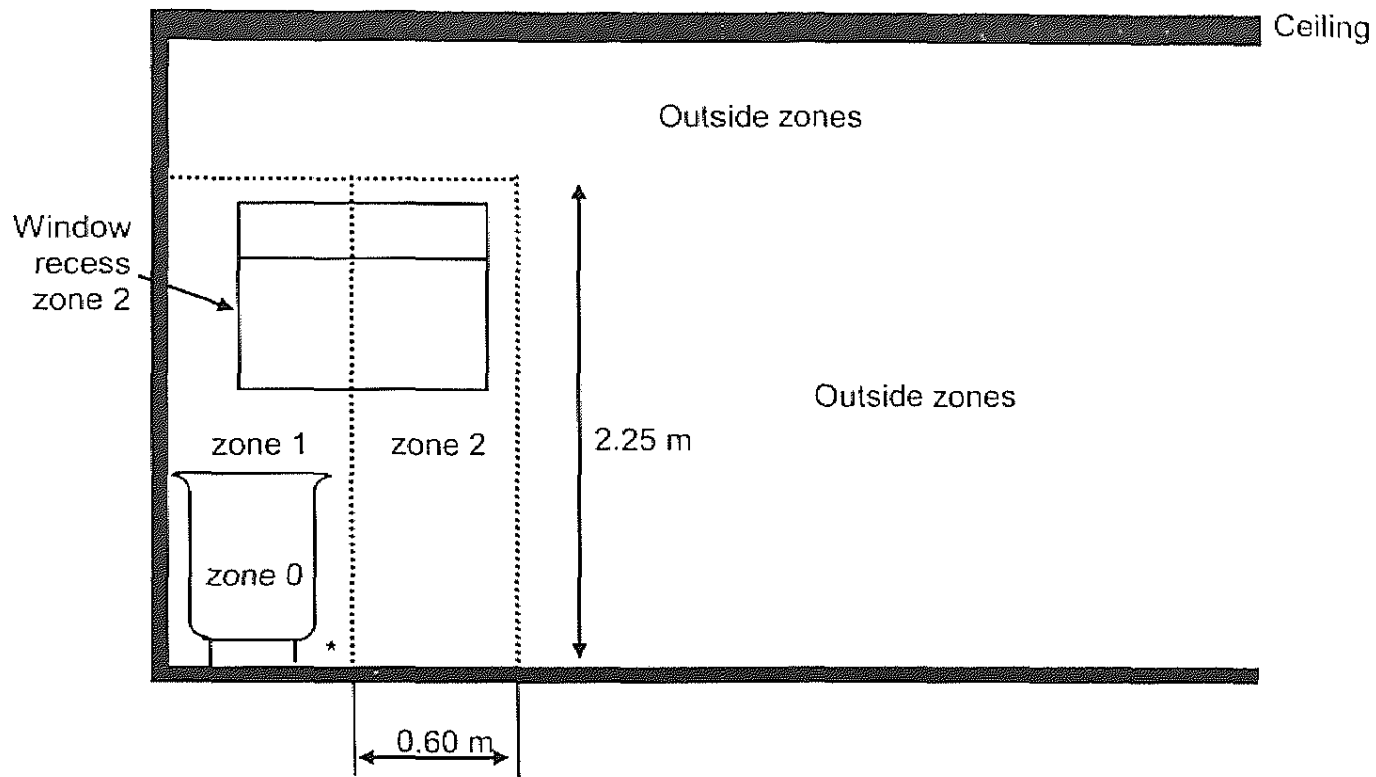 Ceiling
Outside zones
Window
recess
zone 2
Outside zones
zone 1
zone 2
2.25 m
zone 0
*
0.60 m